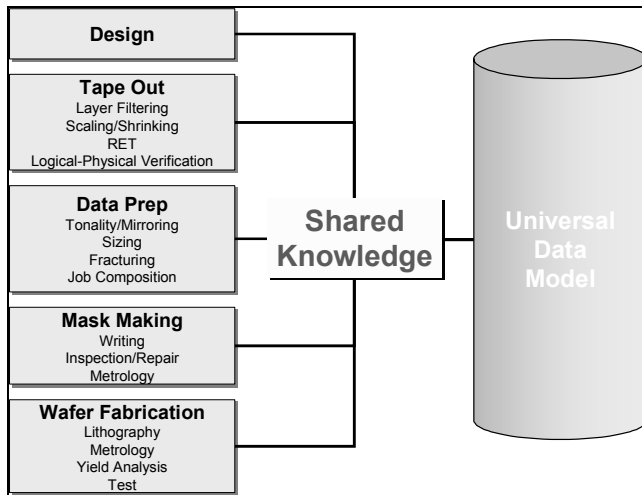 Design
Tape Out
Layer Filtering
Scaling/Shrinking
RET
Logical-Physical Verification
Data Prep
Tonality/Mirroring
Sizing
Fracturing
Job Composition
Mask Making
Writing
Inspection/Repair
Metrology
Wafer Fabrication
Lithography
Metrology
Yield Analysis
Test
Shared
Knowledge
Universal
Data
Model